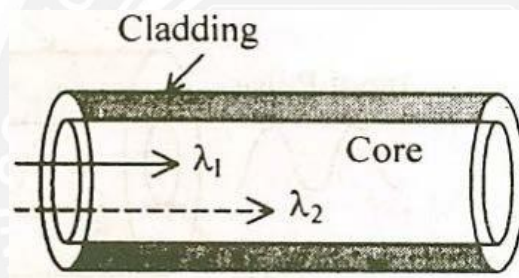 Cladding
Core
λ₁
λ₂